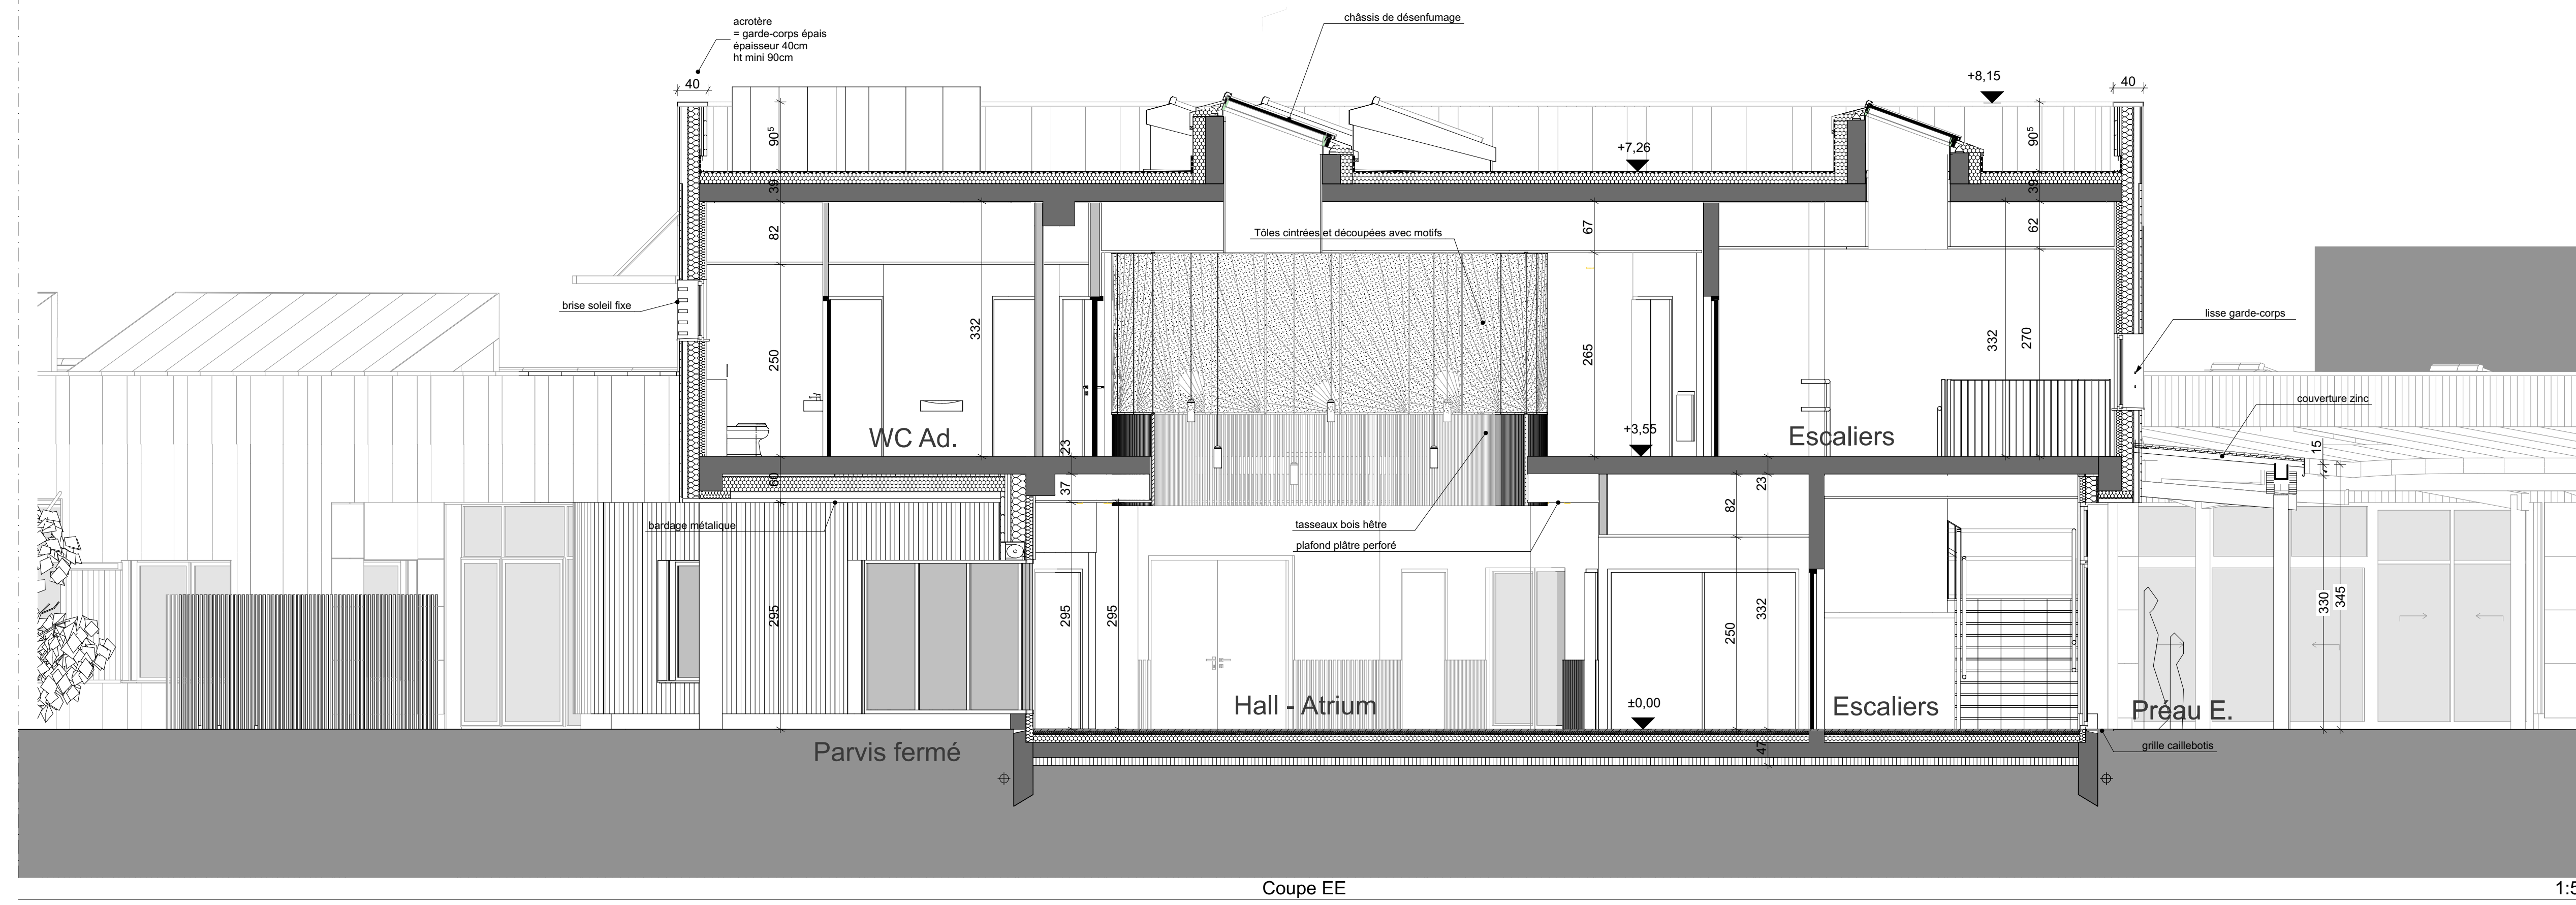 acrotère
= garde-corps épais
épaisseur 40cm
ht mini 90cm
châssis de désenfumage
40
+8,15
40
90⁵
90⁵
+7,26
39
39
82
67
62
Tôles cintrées et découpées avec motifs
brise soleil fixe
lisse garde-corps
332
250
265
332
270
couverture zinc
WC Ad.
+3,55
Escaliers
23
15
60
37
82
23
bardage métalique
tasseaux bois hêtre
plafond plâtre perforé
295
295
295
250
332
330
345
Hall - Atrium
±0,00
Escaliers
Préau E.
Parvis fermé
47
grille caillebotis
Coupe EE
1:5